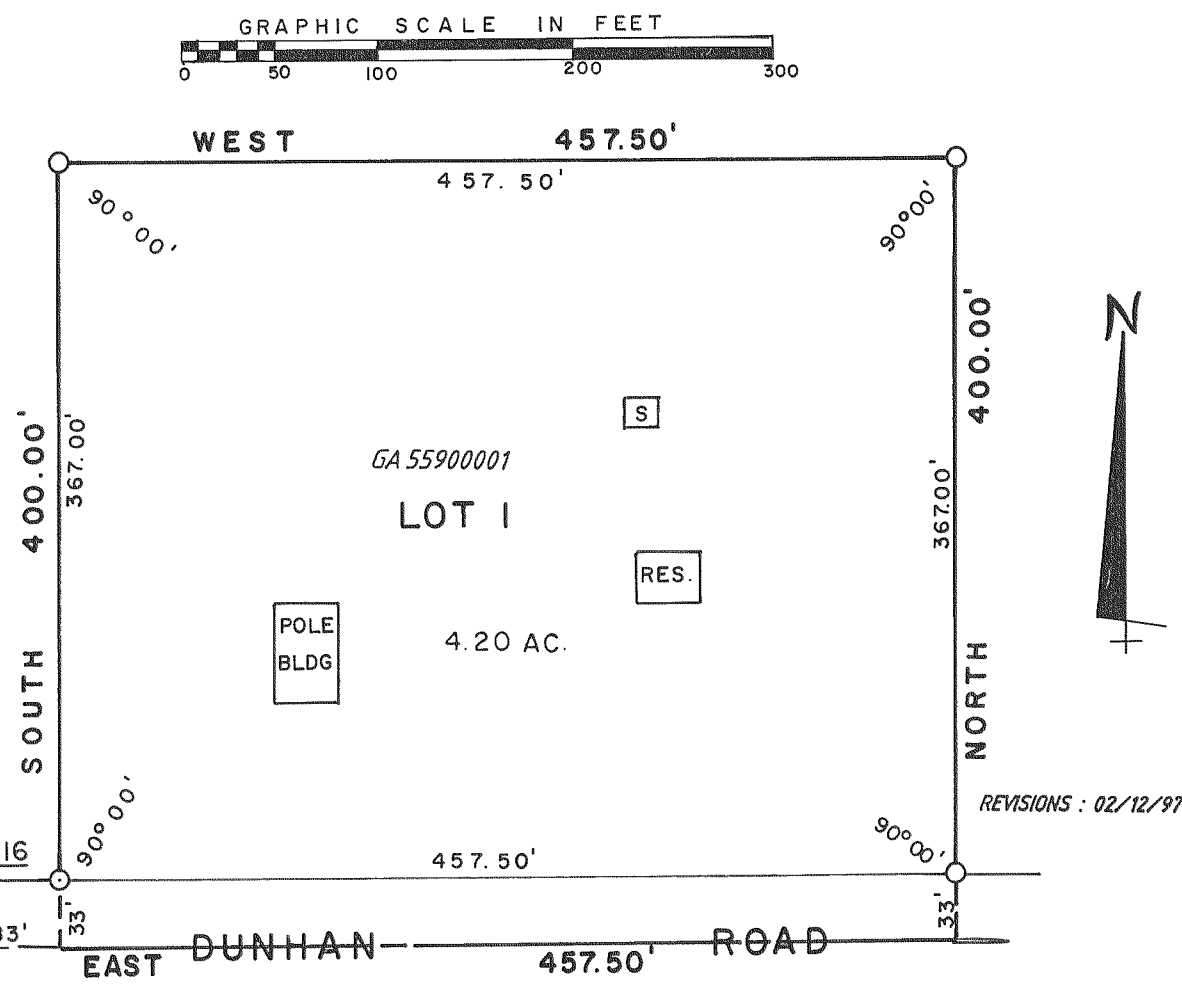 GRAPHIC SCALE IN FEET
0 50 100 200 300
WEST 457.50'
457.50'
90°00'
90°00'
400.00'
N
SOUTH 400.00'
367.00'
S
GA 55900001
LOT 1
367.00'
RES.
POLE
BLDG
4.20 AC.
NORTH
REVISIONS : 02/12/97
90°00'
90°00'
16
457.50'
33'
33'
33'
DUNHAN ROAD
EAST 457.50'